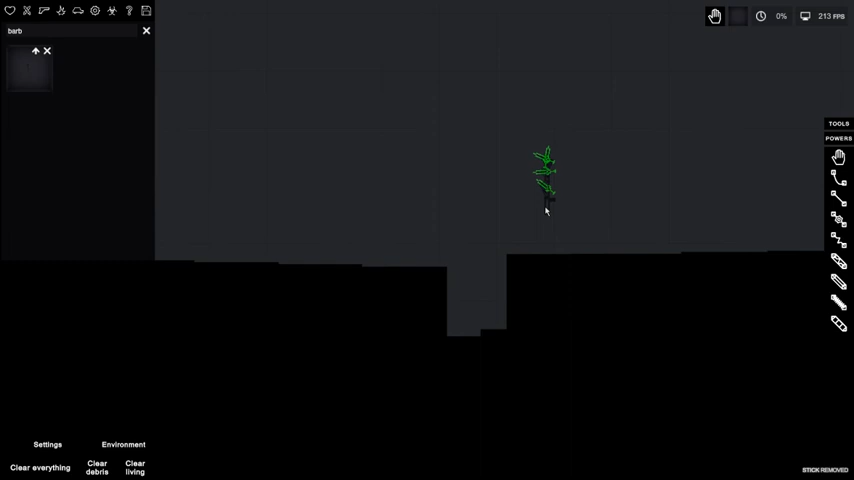 barb
0%
213 FPS
TOOLS
POWERS
Settings
Environment
Clear everything
Clear
debris
Clear
living
STICK REMOVED